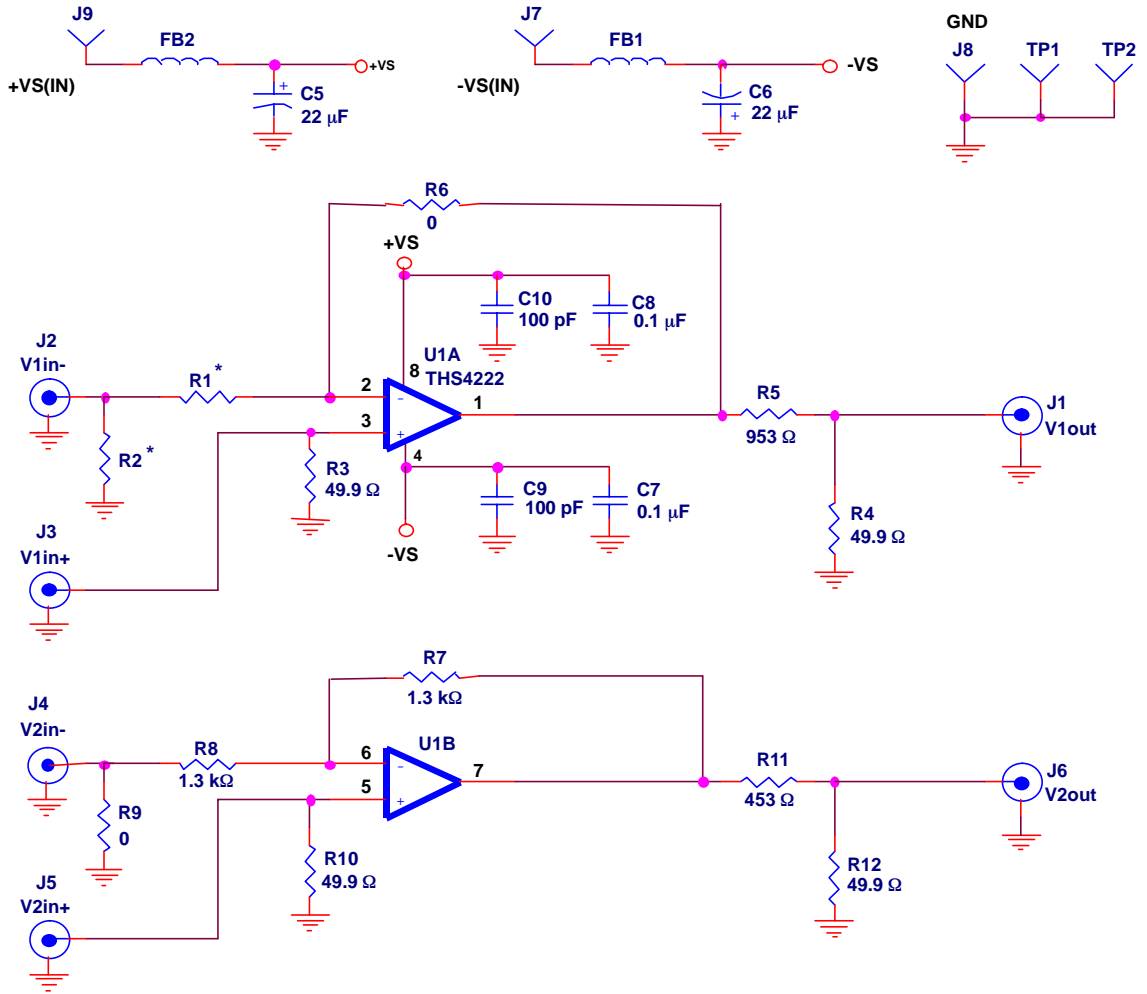 J9
FB2
+VS(IN)
+VS
+
C5
22 µF
J7
FB1
-VS(IN)
-VS
C6
22 µF
+
GND
J8
TP1
TP2
R6
0
+VS
C10
100 pF
C8
0.1 µF
J2
V1in-
R1*
R2*
U1A
THS4222
8
2
-
3
+
4
1
R3
49.9 Ω
C9
100 pF
C7
0.1 µF
-VS
R5
953 Ω
J1
V1out
R4
49.9 Ω
J3
V1in+
R7
1.3 kΩ
J4
V2in-
R8
1.3 kΩ
R9
0
U1B
6
-
5
+
7
R10
49.9 Ω
R11
453 Ω
J6
V2out
R12
49.9 Ω
J5
V2in+